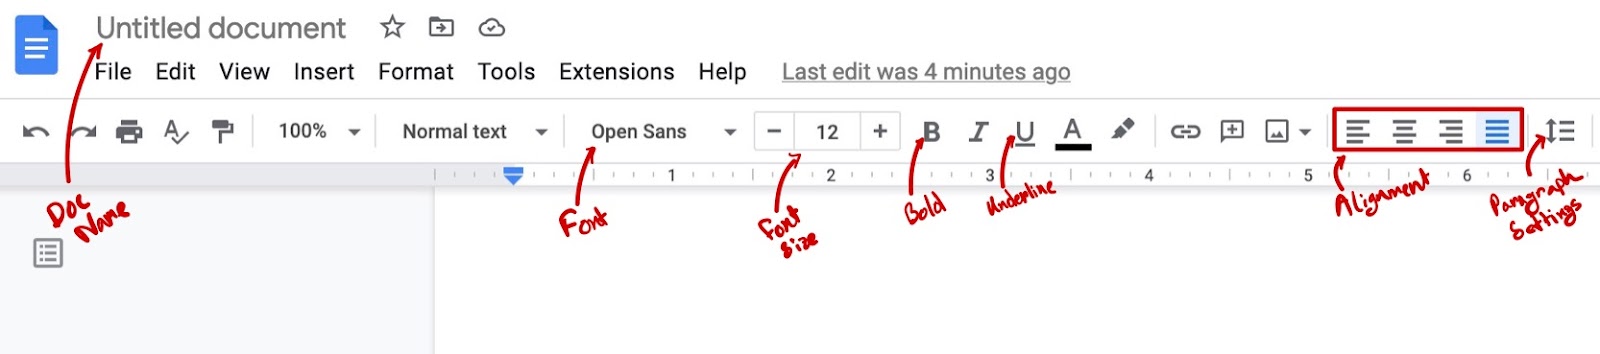 Untitled document
File Edit View Insert Format Tools Extensions Help Last edit was 4 minutes ago
100% Normal text Open Sans − 12 + B I U A
1 2 3 4 5 6
Doc
Name
Font
Font
Size
Bold
Underline
Alignment
Paragraph
Settings